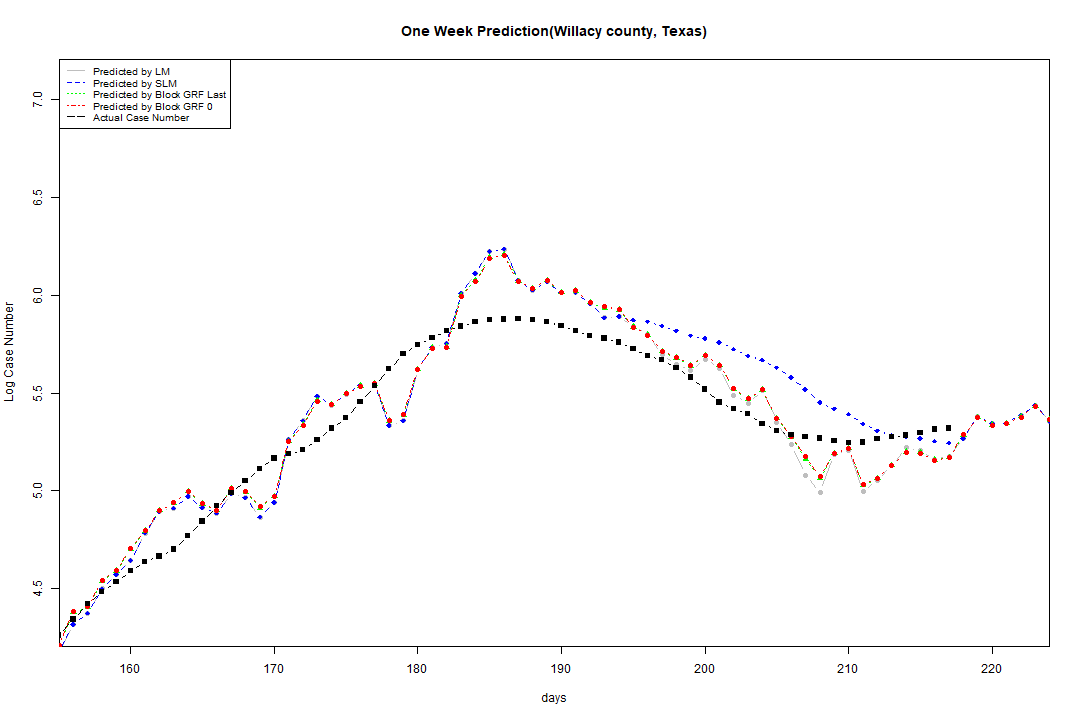 One Week Prediction(Willacy county, Texas)
Predicted by LM
Predicted by SLM
Predicted by Block GRF Last
Predicted by Block GRF 0
Actual Case Number
7.0
6.5
6.0
5.5
5.0
4.5
Log Case Number
160 170 180 190 200 210 220
days